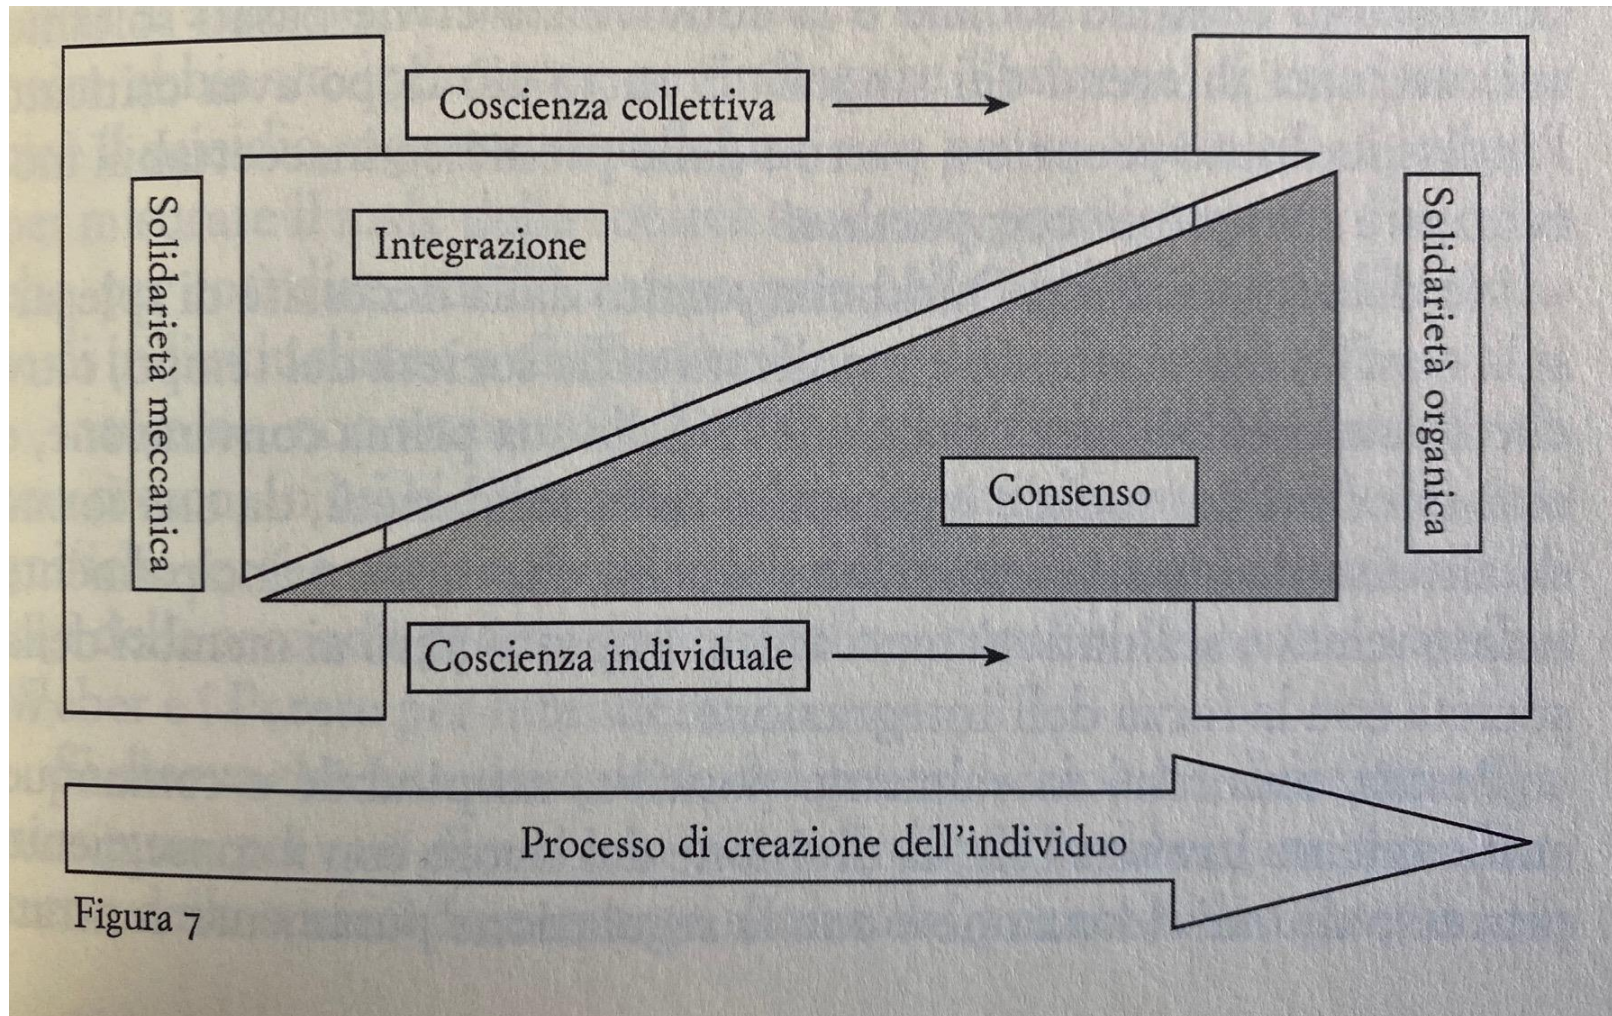 Coscienza collettiva
Solidarietà meccanica
Integrazione
Solidarietà organica
Consenso
Coscienza individuale
Processo di creazione dell’individuo
Figura 7